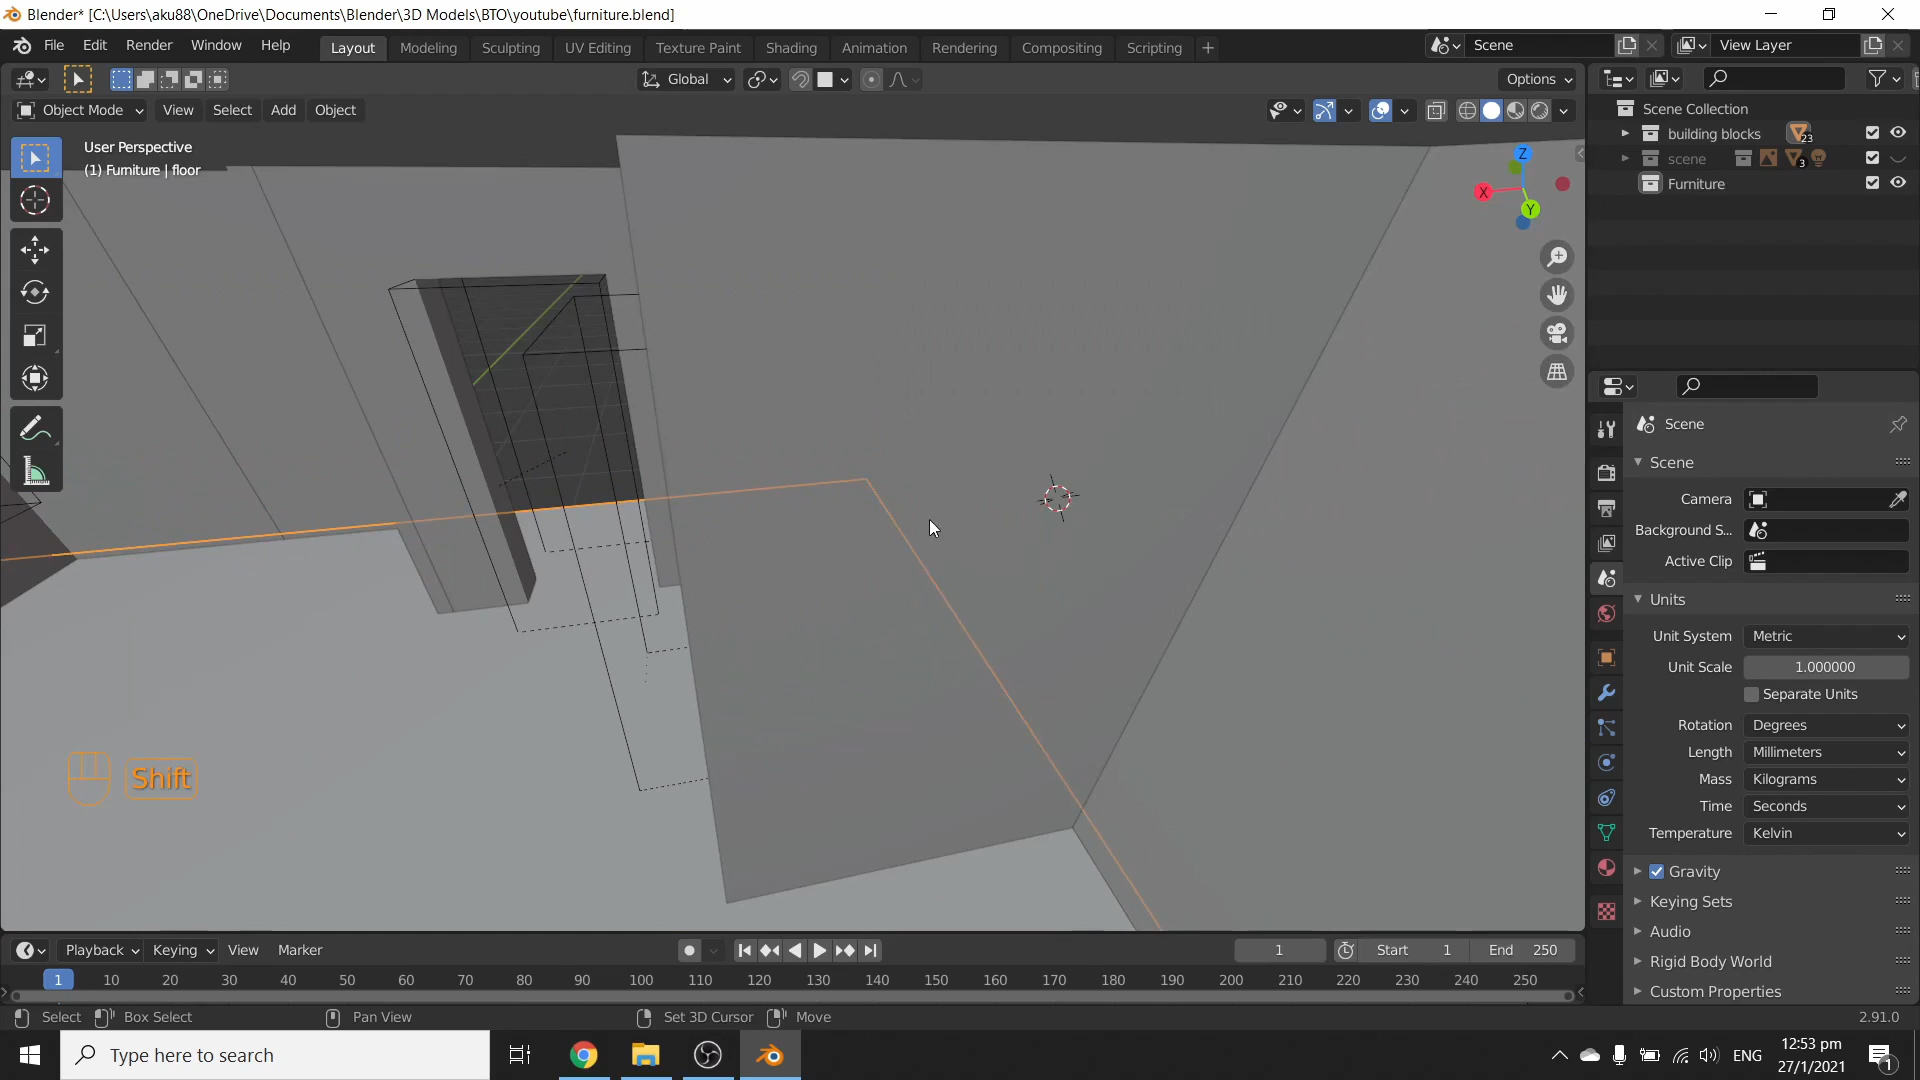 Blender* [C:\Users\aku88\OneDrive\Documents\Blender\3D Models\BTO\youtube\furniture.blend]
File Edit Render Window Help Layout Modeling Sculpting UV Editing Texture Paint Shading Animation Rendering Compositing Scripting + Scene View Layer
Global Options
Object Mode View Select Add Object
Scene Collection
building blocks 23
scene 3
Furniture
User Perspective
(1) Furniture | floor
Z
X
Y
Scene
Scene
Camera
Background S...
Active Clip
Units
Unit System Metric
Unit Scale 1.000000
Separate Units
Rotation Degrees
Length Millimeters
Mass Kilograms
Time Seconds
Temperature Kelvin
Gravity
Keying Sets
Audio
Rigid Body World
Custom Properties
Shift
Playback Keying View Marker 1 Start 1 End 250
1 10 20 30 40 50 60 70 80 90 100 110 120 130 140 150 160 170 180 190 200 210 220 230 240 250
Select Box Select Pan View Set 3D Cursor Move 2.91.0
Type here to search ENG 12:53 pm
27/1/2021
1